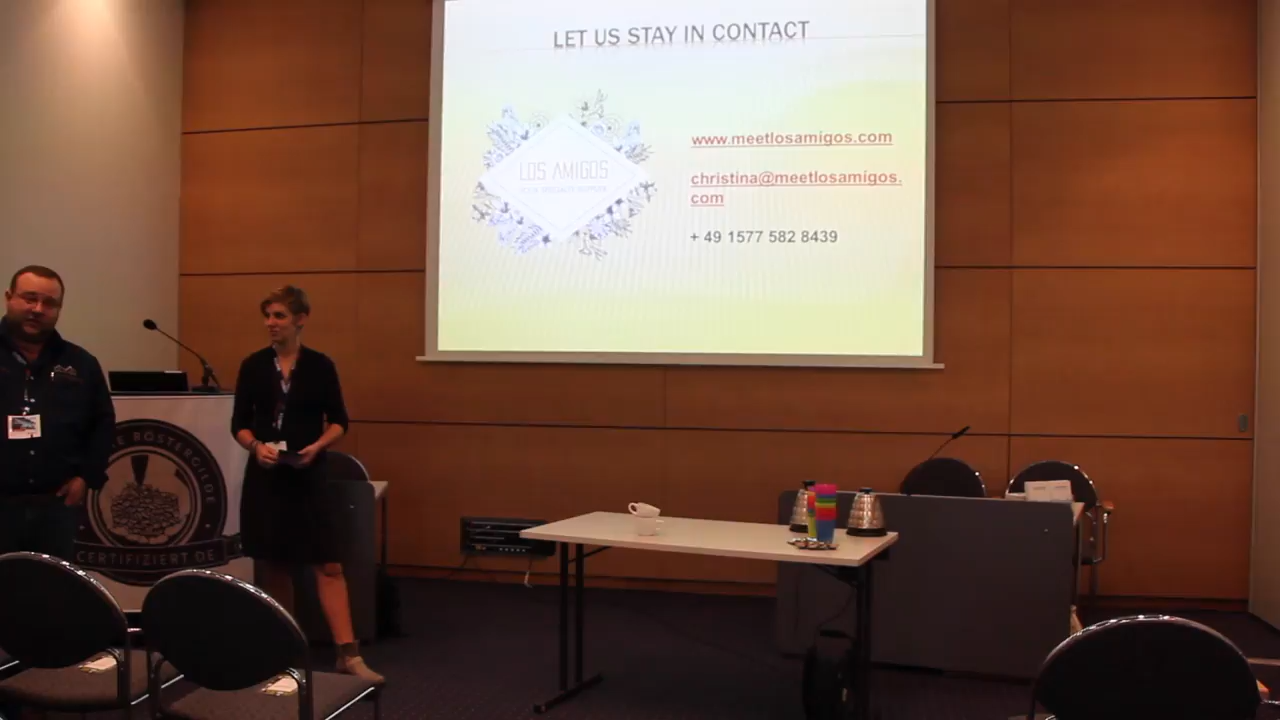 LET US STAY IN CONTACT
LOS AMIGOS
www.meetlosamigos.com
christina@meetlosamigos.
com
+ 49 1577 582 8439
RÖSTERGILDE
CERTIFIZIERT.DE